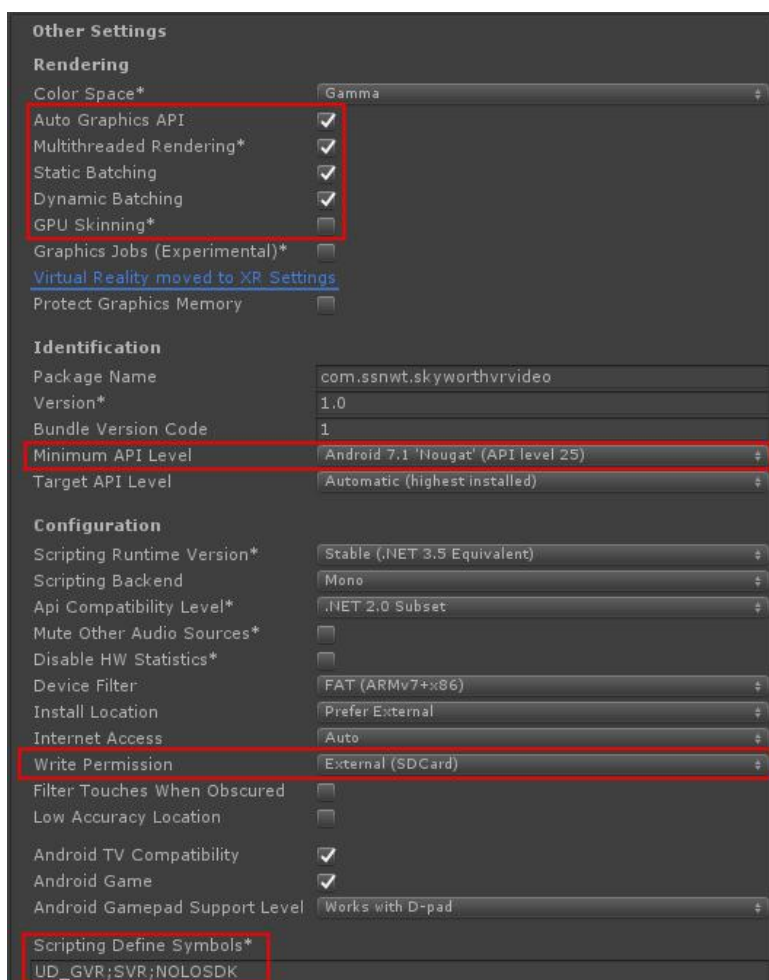 Other Settings
Rendering
Color Space* Gamma
Auto Graphics API
Multithreaded Rendering*
Static Batching
Dynamic Batching
GPU Skinning*
Graphics Jobs (Experimental)*
Virtual Reality moved to XR Settings
Protect Graphics Memory
Identification
Package Name com.ssnwt.skyworthvrvideo
Version* 1.0
Bundle Version Code 1
Minimum API Level Android 7.1 'Nougat' (API level 25)
Target API Level Automatic (highest installed)
Configuration
Scripting Runtime Version* Stable (.NET 3.5 Equivalent)
Scripting Backend Mono
Api Compatibility Level* .NET 2.0 Subset
Mute Other Audio Sources*
Disable HW Statistics*
Device Filter FAT (ARMv7+x86)
Install Location Prefer External
Internet Access Auto
Write Permission External (SDCard)
Filter Touches When Obscured
Low Accuracy Location
Android TV Compatibility
Android Game
Android Gamepad Support Level Works with D-pad
Scripting Define Symbols*
UD_GVR;SVR;NOLOSDK